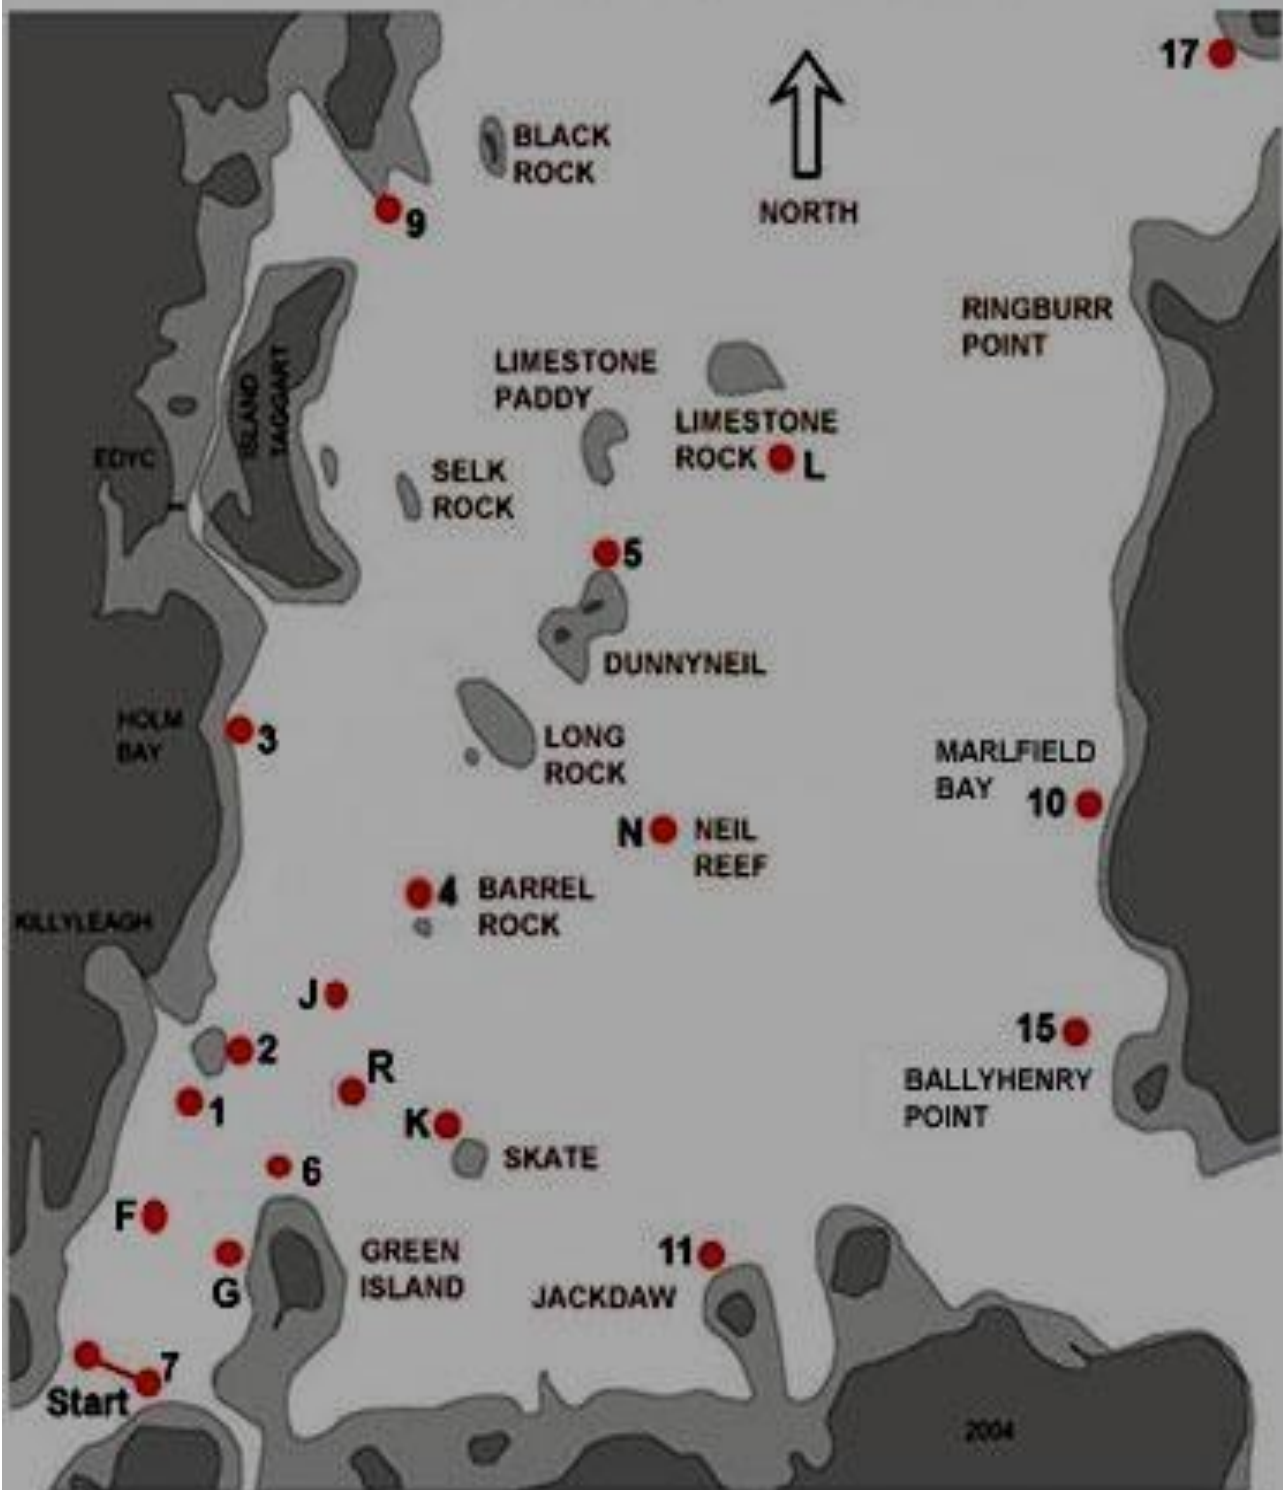 17
BLACK
ROCK
NORTH
9
RINGBURR
POINT
LIMESTONE
PADDY
LIMESTONE
ROCK
L
ISLAND
TAGGART
EDYC
SELK
ROCK
5
DUNNYNEIL
HOLM
BAY
3
LONG
ROCK
MARLFIELD
BAY
10
N
NEIL
REEF
4
BARREL
ROCK
KILLYLEAGH
J
2
15
R
BALLYHENRY
POINT
1
K
SKATE
6
F
G
GREEN
ISLAND
11
JACKDAW
7
Start
2004